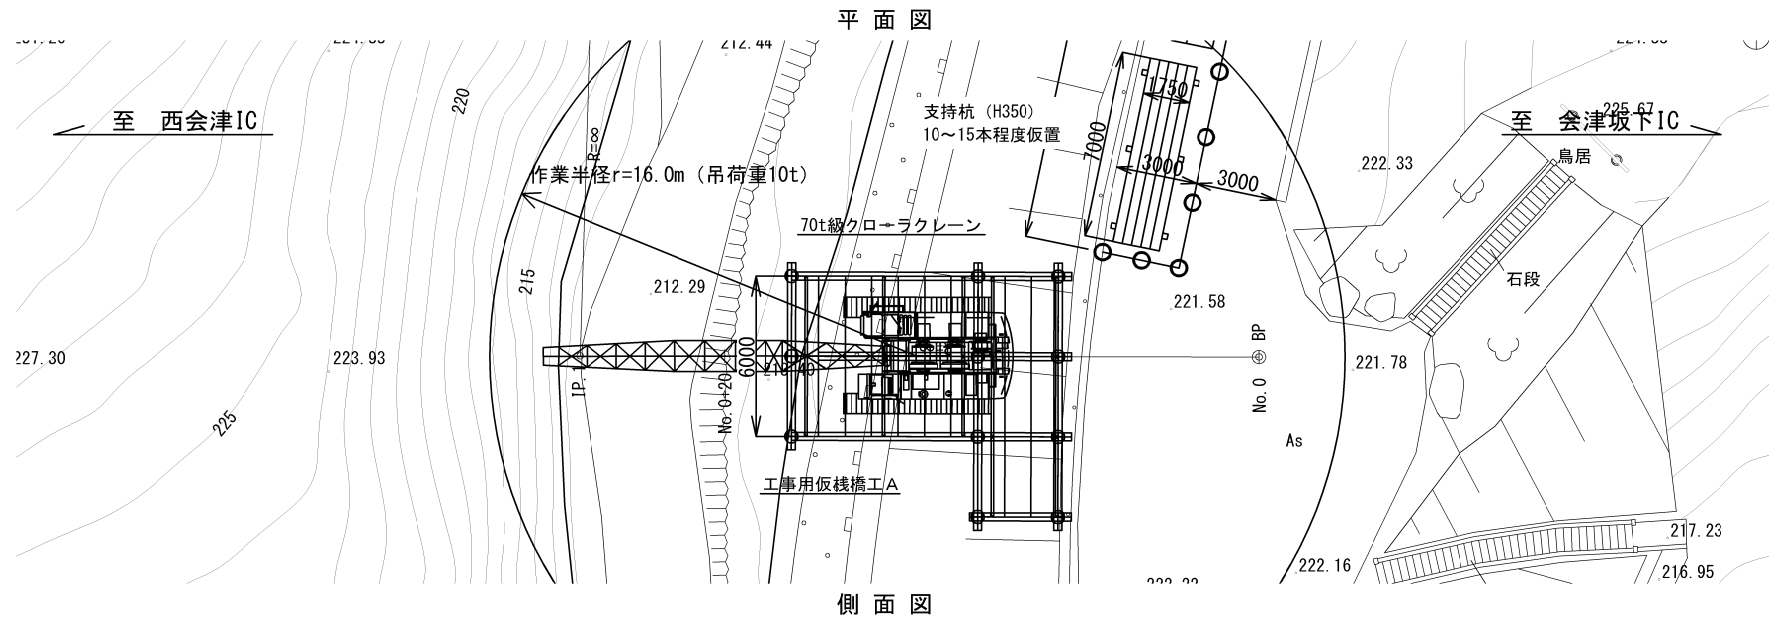 平面図
212.44
至 西会津IC
220
R=∞
支持杭（H350）
10～15本程度仮置
1750
7000
3000
3000
225.67
至 会津坂下IC
鳥居
222.33
作業半径r=16.0m（吊荷重10t）
70t級クローラクレーン
215
212.29
石段
221.58
227.30
223.93
IP.1
No.0+20
6000
No.0
BP
221.78
225
As
工事用仮桟橋工A
217.23
222.16
216.95
側面図